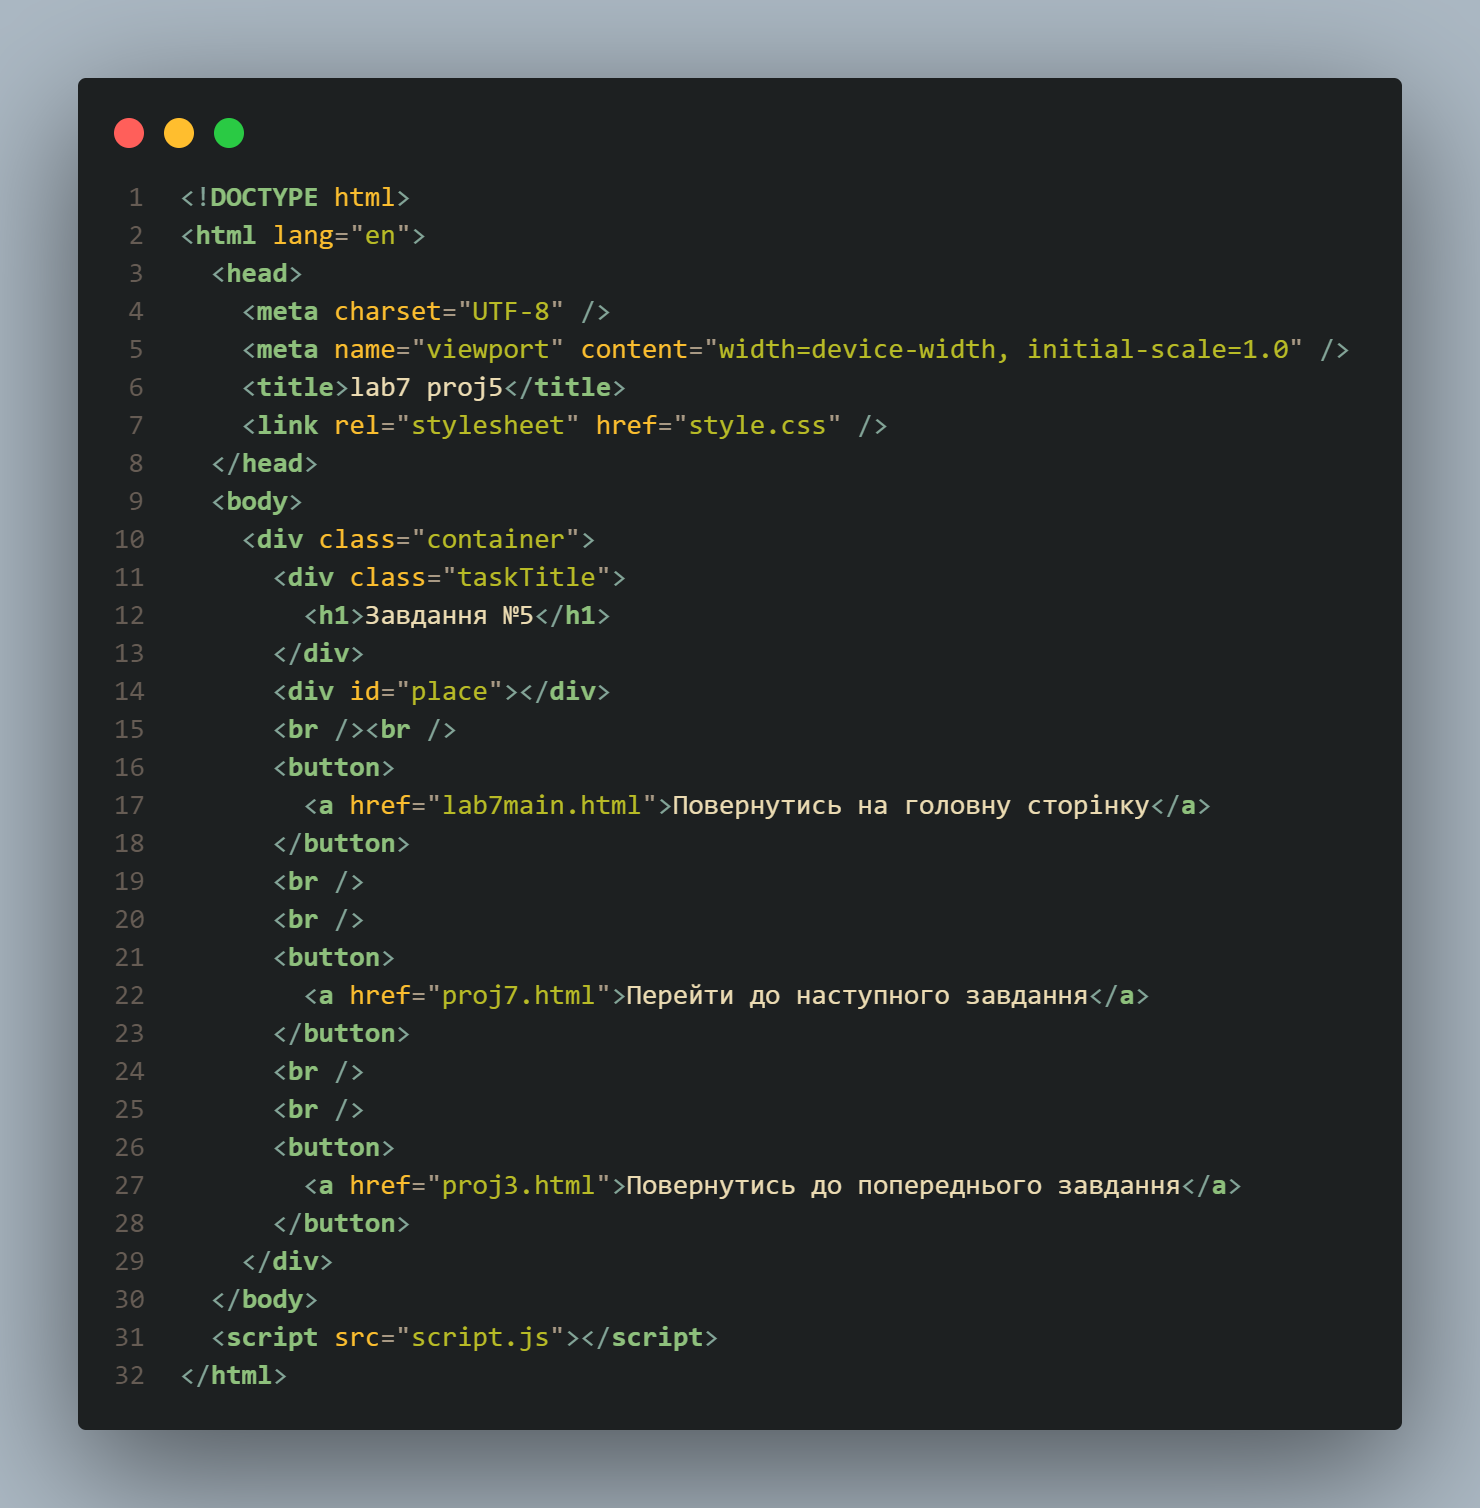 1 <!DOCTYPE html>
2 <html lang="en">
3   <head>
4     <meta charset="UTF-8" />
5     <meta name="viewport" content="width=device-width, initial-scale=1.0" />
6     <title>lab7 proj5</title>
7     <link rel="stylesheet" href="style.css" />
8   </head>
9   <body>
10     <div class="container">
11       <div class="taskTitle">
12         <h1>Завдання №5</h1>
13       </div>
14       <div id="place"></div>
15       <br /><br />
16       <button>
17         <a href="lab7main.html">Повернутись на головну сторінку</a>
18       </button>
19       <br />
20       <br />
21       <button>
22         <a href="proj7.html">Перейти до наступного завдання</a>
23       </button>
24       <br />
25       <br />
26       <button>
27         <a href="proj3.html">Повернутись до попереднього завдання</a>
28       </button>
29     </div>
30   </body>
31   <script src="script.js"></script>
32 </html>